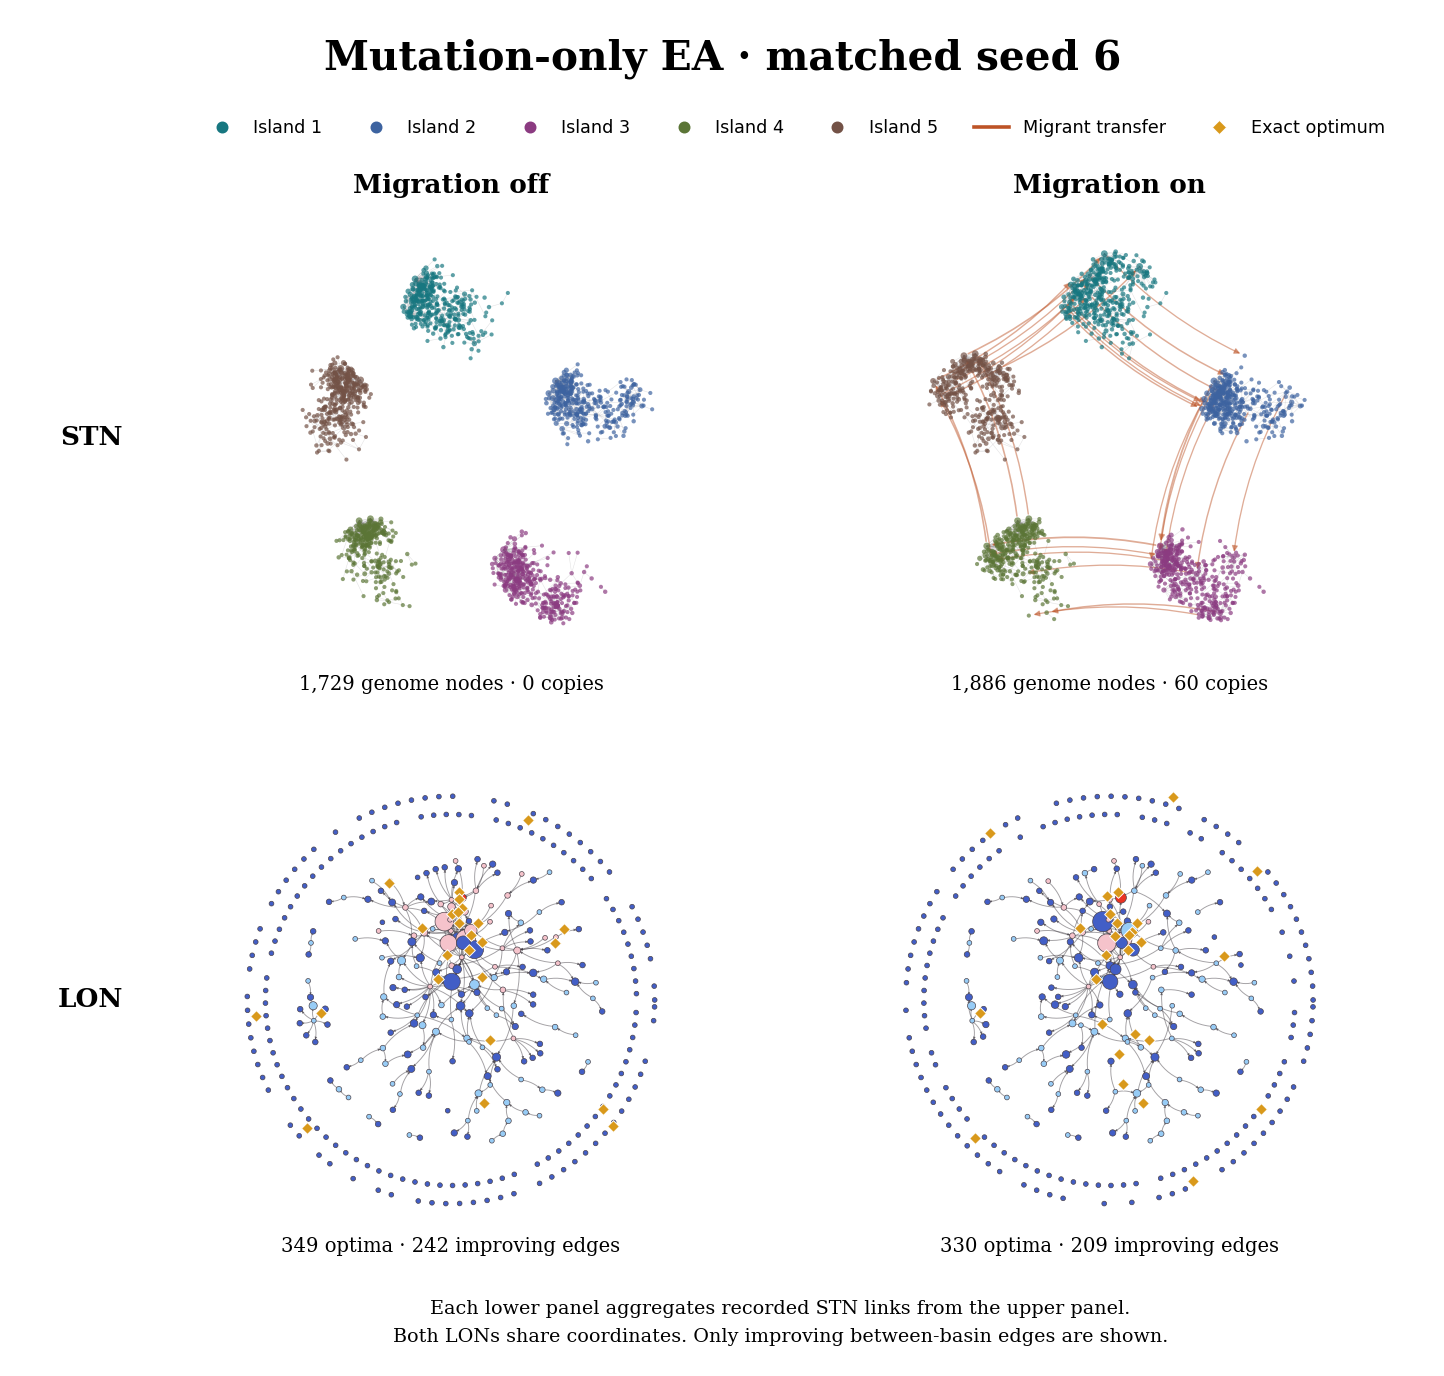 Mutation-only EA · matched seed 6
Island 1 Island 2 Island 3 Island 4 Island 5 Migrant transfer Exact optimum
Migration off Migration on
STN
1,729 genome nodes · 0 copies 1,886 genome nodes · 60 copies
LON
349 optima · 242 improving edges 330 optima · 209 improving edges
Each lower panel aggregates recorded STN links from the upper panel.
Both LONs share coordinates. Only improving between-basin edges are shown.